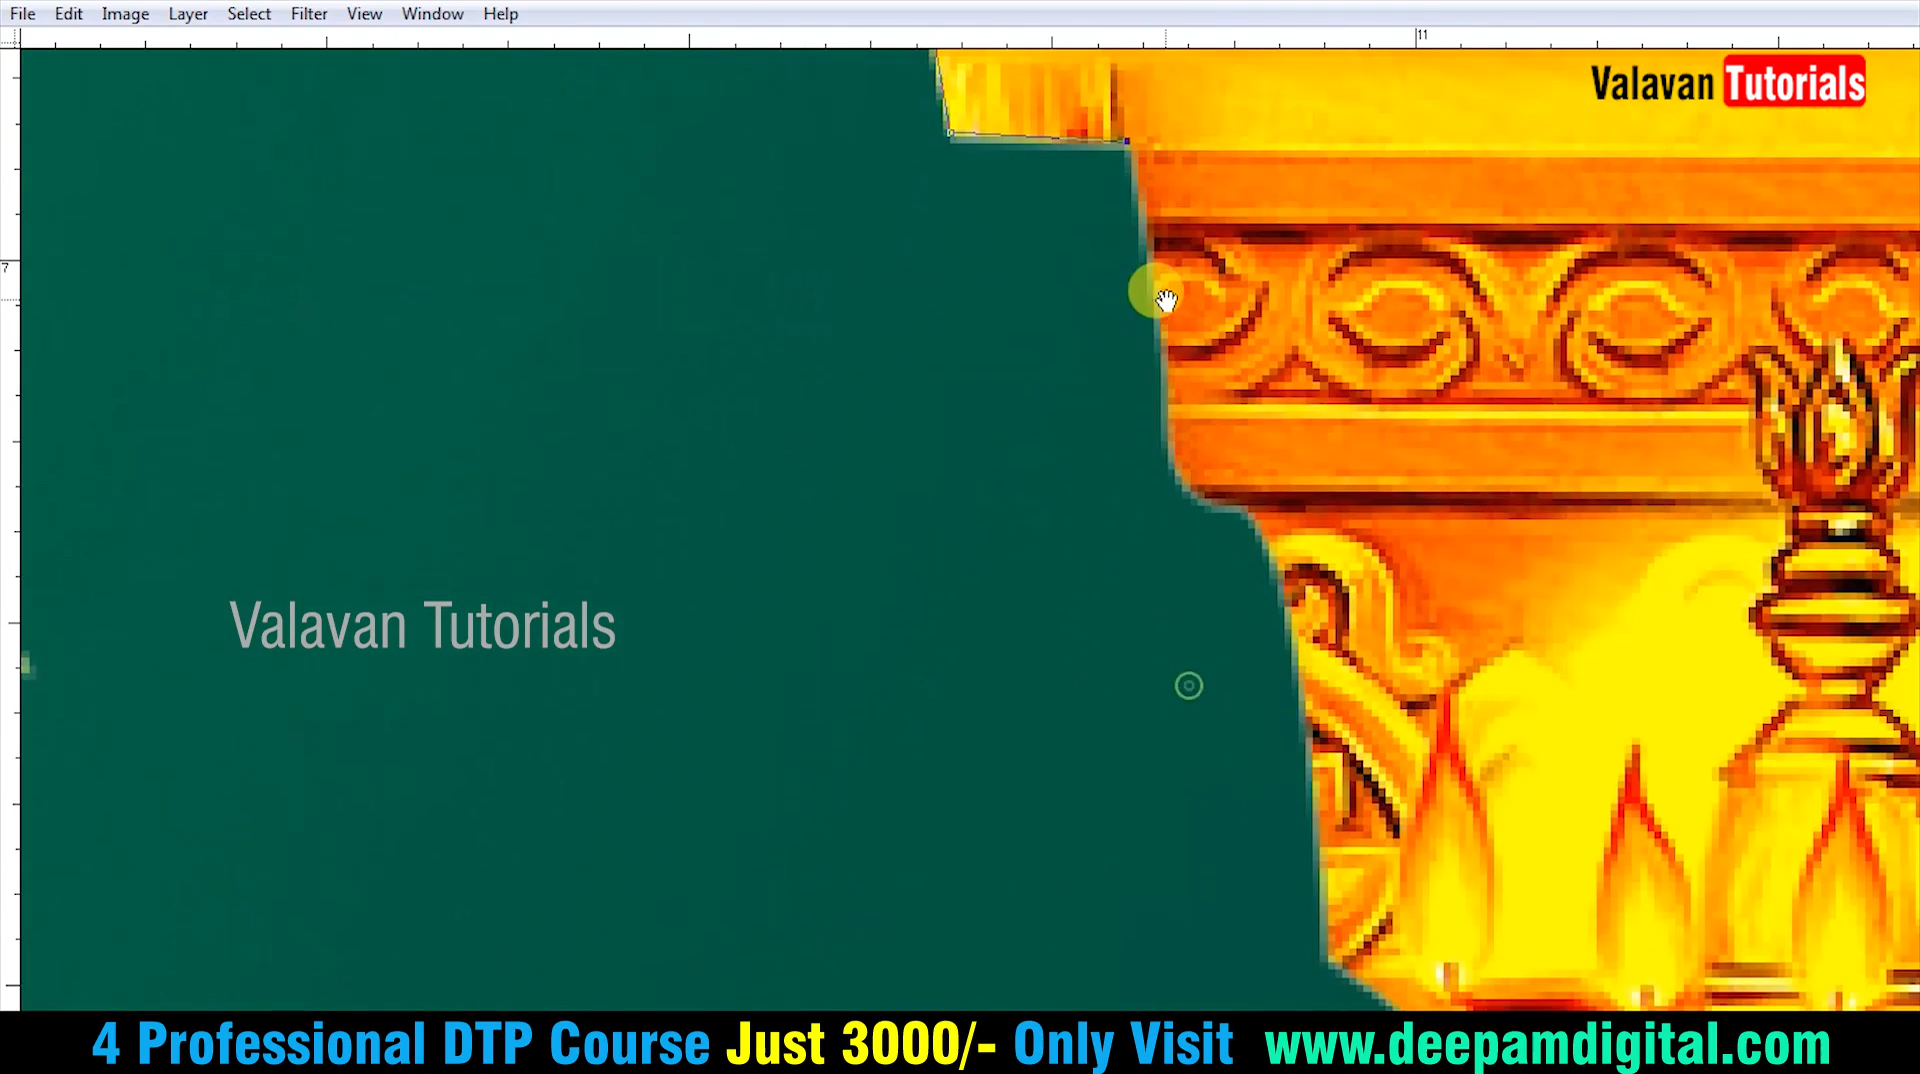 File Edit Image Layer Select Filter View Window Help
11
Valavan Tutorials
7
Valavan Tutorials
4 Professional DTP Course Just 3000/- Only Visit www.deepamdigital.com